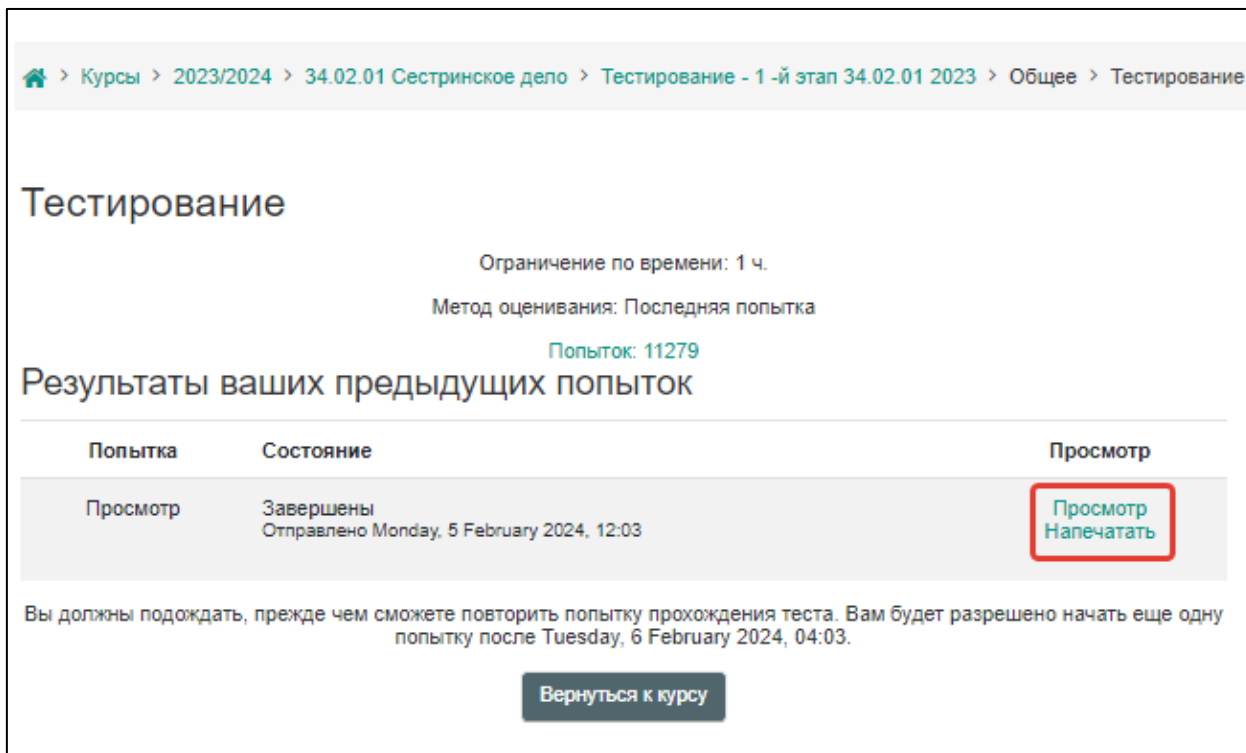 > Курсы > 2023/2024 > 34.02.01 Сестринское дело > Тестирование - 1 -й этап 34.02.01 2023 > Общее > Тестирование
Тестирование
Ограничение по времени: 1 ч.
Метод оценивания: Последняя попытка
Попыток: 11279
Результаты ваших предыдущих попыток
Попытка Состояние Просмотр
Просмотр Завершены Просмотр
Отправлено Monday, 5 February 2024, 12:03 Напечатать
Вы должны подождать, прежде чем сможете повторить попытку прохождения теста. Вам будет разрешено начать еще одну
попытку после Tuesday, 6 February 2024, 04:03.
Вернуться к курсу